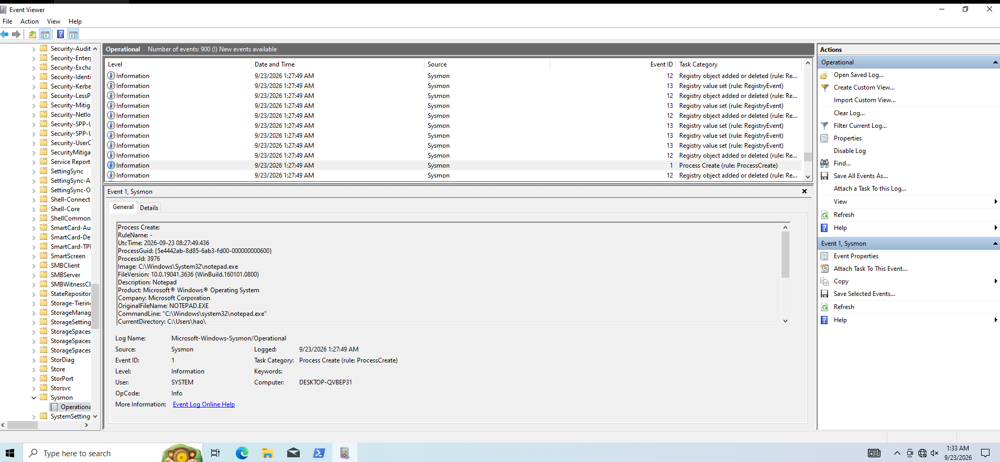 Event Viewer
File Action View Help
Security-Audit
Security-Enterp
Security-Excha
Security-Identi
Security-Kerbe
Security-LessP
Security-Mitig
Security-Netlo
Security-SPP-U
Security-SPP-U
Security-UserC
SecurityMitiga
Service Report
SettingSync
SettingSync-A
SettingSync-O
Shell-Connect
Shell-Core
ShellCommon
SmartCard-Au
SmartCard-De
SmartCard-TPI
SmartScreen
SMBClient
SMBServer
SMBWitnessCl
StateRepositor
Storage-Tiering
StorageManag
StorageSetting
StorageSpaces
StorageSpaces
StorageSpaces
StorDiag
Store
StorPort
Storsvc
Sysmon
Operationa
SystemSetting
Operational Number of events: 900 (!) New events available
Level Date and Time Source Event ID Task Category
Information 9/23/2026 1:27:49 AM Sysmon 12 Registry object added or deleted (rule: Re...
Information 9/23/2026 1:27:49 AM Sysmon 13 Registry value set (rule: RegistryEvent)
Information 9/23/2026 1:27:49 AM Sysmon 12 Registry object added or deleted (rule: Re...
Information 9/23/2026 1:27:49 AM Sysmon 13 Registry value set (rule: RegistryEvent)
Information 9/23/2026 1:27:49 AM Sysmon 12 Registry object added or deleted (rule: Re...
Information 9/23/2026 1:27:49 AM Sysmon 13 Registry value set (rule: RegistryEvent)
Information 9/23/2026 1:27:49 AM Sysmon 13 Registry value set (rule: RegistryEvent)
Information 9/23/2026 1:27:49 AM Sysmon 13 Registry value set (rule: RegistryEvent)
Information 9/23/2026 1:27:49 AM Sysmon 12 Registry object added or deleted (rule: Re...
Information 9/23/2026 1:27:49 AM Sysmon 1 Process Create (rule: ProcessCreate)
Information 9/23/2026 1:27:49 AM Sysmon 12 Registry object added or deleted (rule: Re...
Event 1, Sysmon
General Details
Process Create:
RuleName: -
UtcTime: 2026-09-23 08:27:49.436
ProcessGuid: {5e4442ab-8d85-6ab3-fd00-000000000600}
ProcessId: 3976
Image: C:\Windows\System32\notepad.exe
FileVersion: 10.0.19041.3636 (WinBuild.160101.0800)
Description: Notepad
Product: Microsoft® Windows® Operating System
Company: Microsoft Corporation
OriginalFileName: NOTEPAD.EXE
CommandLine: "C:\Windows\system32\notepad.exe"
CurrentDirectory: C:\Users\hao\
Log Name: Microsoft-Windows-Sysmon/Operational
Source: Sysmon Logged: 9/23/2026 1:27:49 AM
Event ID: 1 Task Category: Process Create (rule: ProcessCreate)
Level: Information Keywords:
User: SYSTEM Computer: DESKTOP-QVBEP31
OpCode: Info
More Information: Event Log Online Help
Actions
Operational
Open Saved Log...
Create Custom View...
Import Custom View...
Clear Log...
Filter Current Log...
Properties
Disable Log
Find...
Save All Events As...
Attach a Task To this Log...
View
Refresh
Help
Event 1, Sysmon
Event Properties
Attach Task To This Event...
Copy
Save Selected Events...
Refresh
Help
Type here to search
1:33 AM
9/23/2026